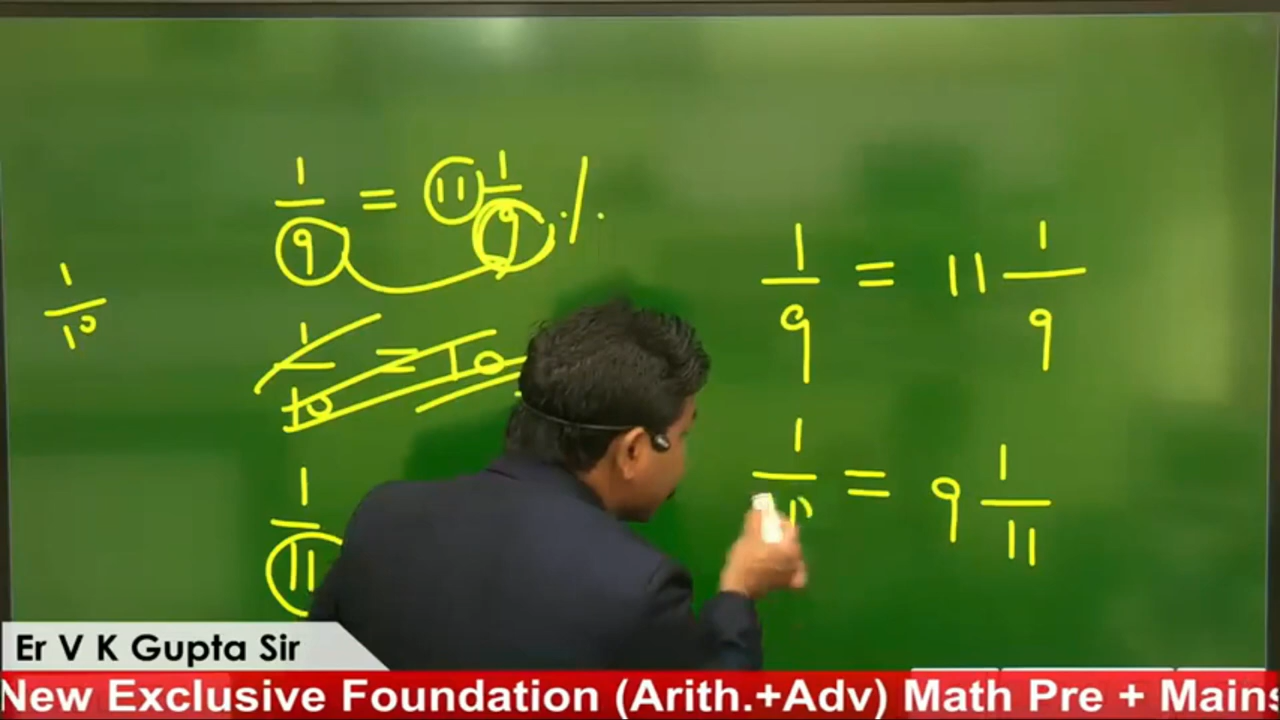 1/9 = 11 1/9 %
1/10
1/10 = 10
1/11
1/9 = 11 1/9
1/11 = 9 1/11
Er V K Gupta Sir
New Exclusive Foundation (Arith.+Adv) Math Pre + Mains